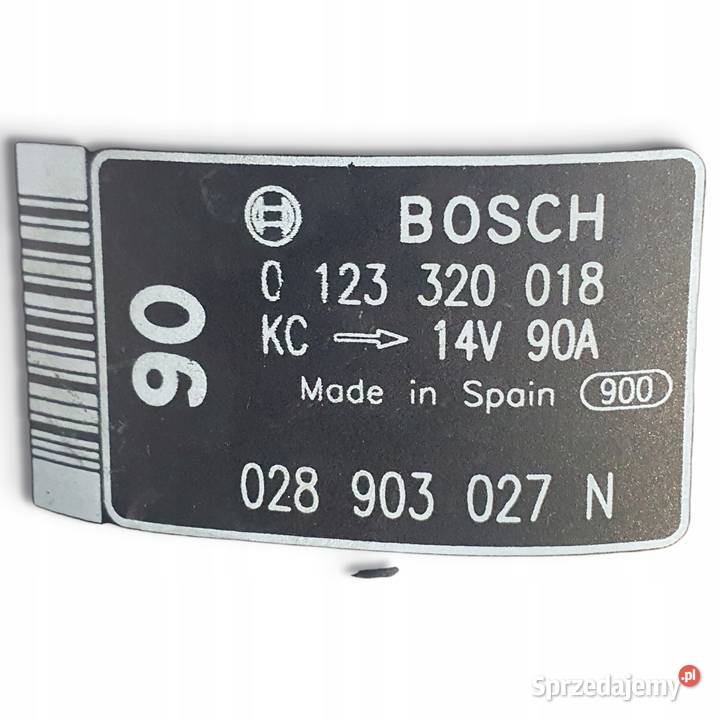 BOSCH
0 123 320 018
KC → 14V 90A
Made in Spain 900
028 903 027 N
90
Sprzedajemy.pl